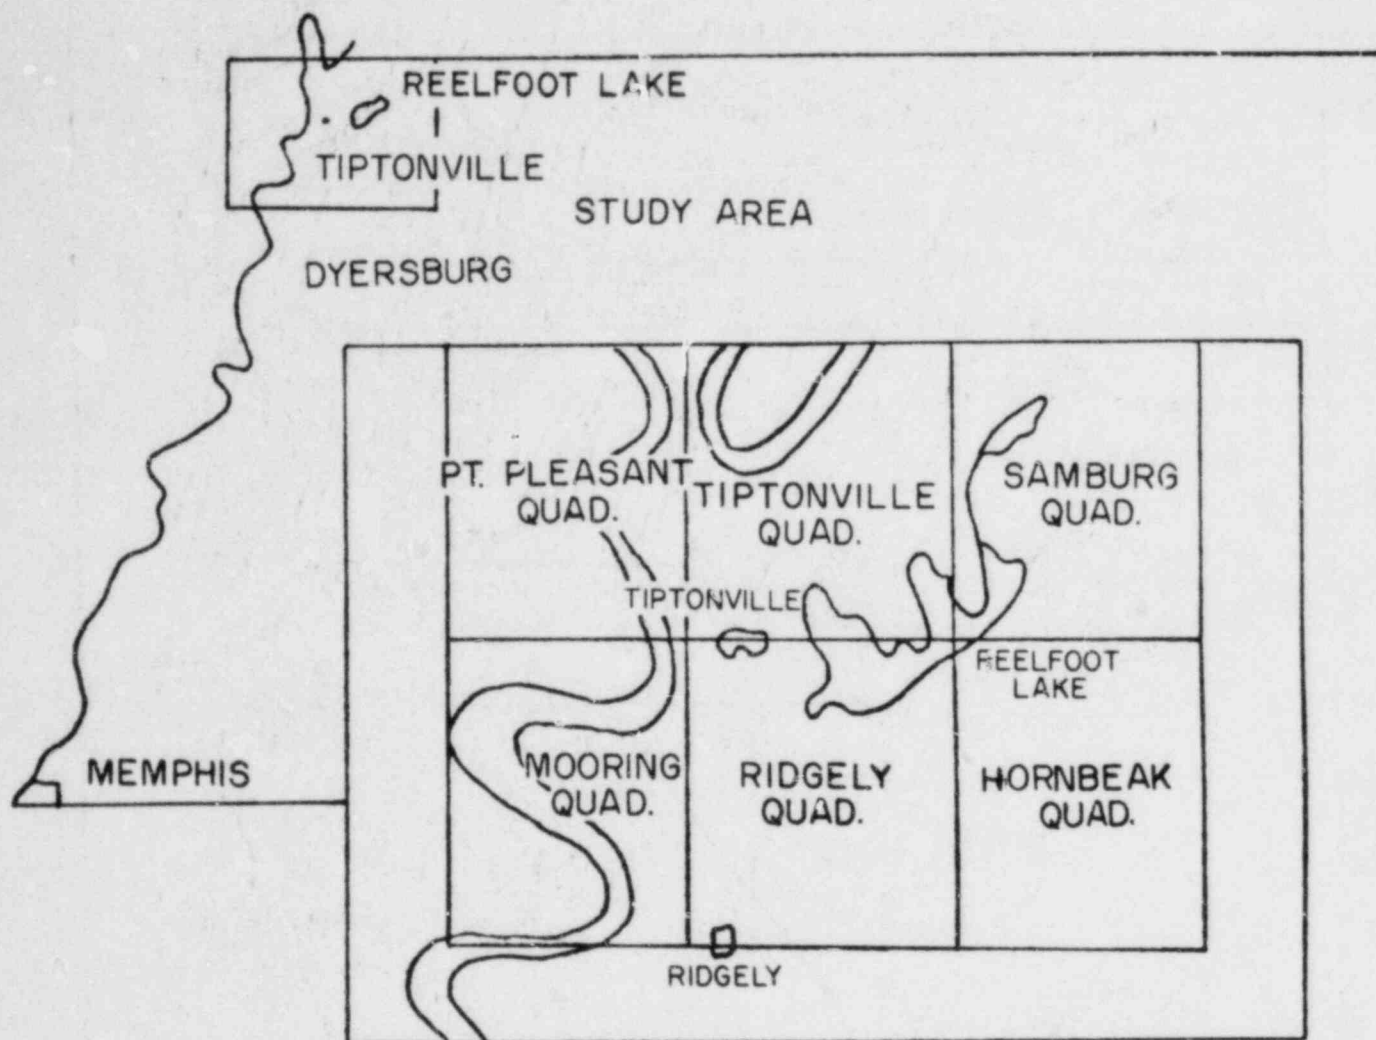 REELFOOT LAKE
TIPTONVILLE
STUDY AREA
DYERSBURG
PT. PLEASANT
QUAD.
TIPTONVILLE
QUAD.
SAMBURG
QUAD.
TIPTONVILLE
REELFOOT
LAKE
MEMPHIS
MOORING
QUAD.
RIDGELY
QUAD.
HORNBEAK
QUAD.
RIDGELY